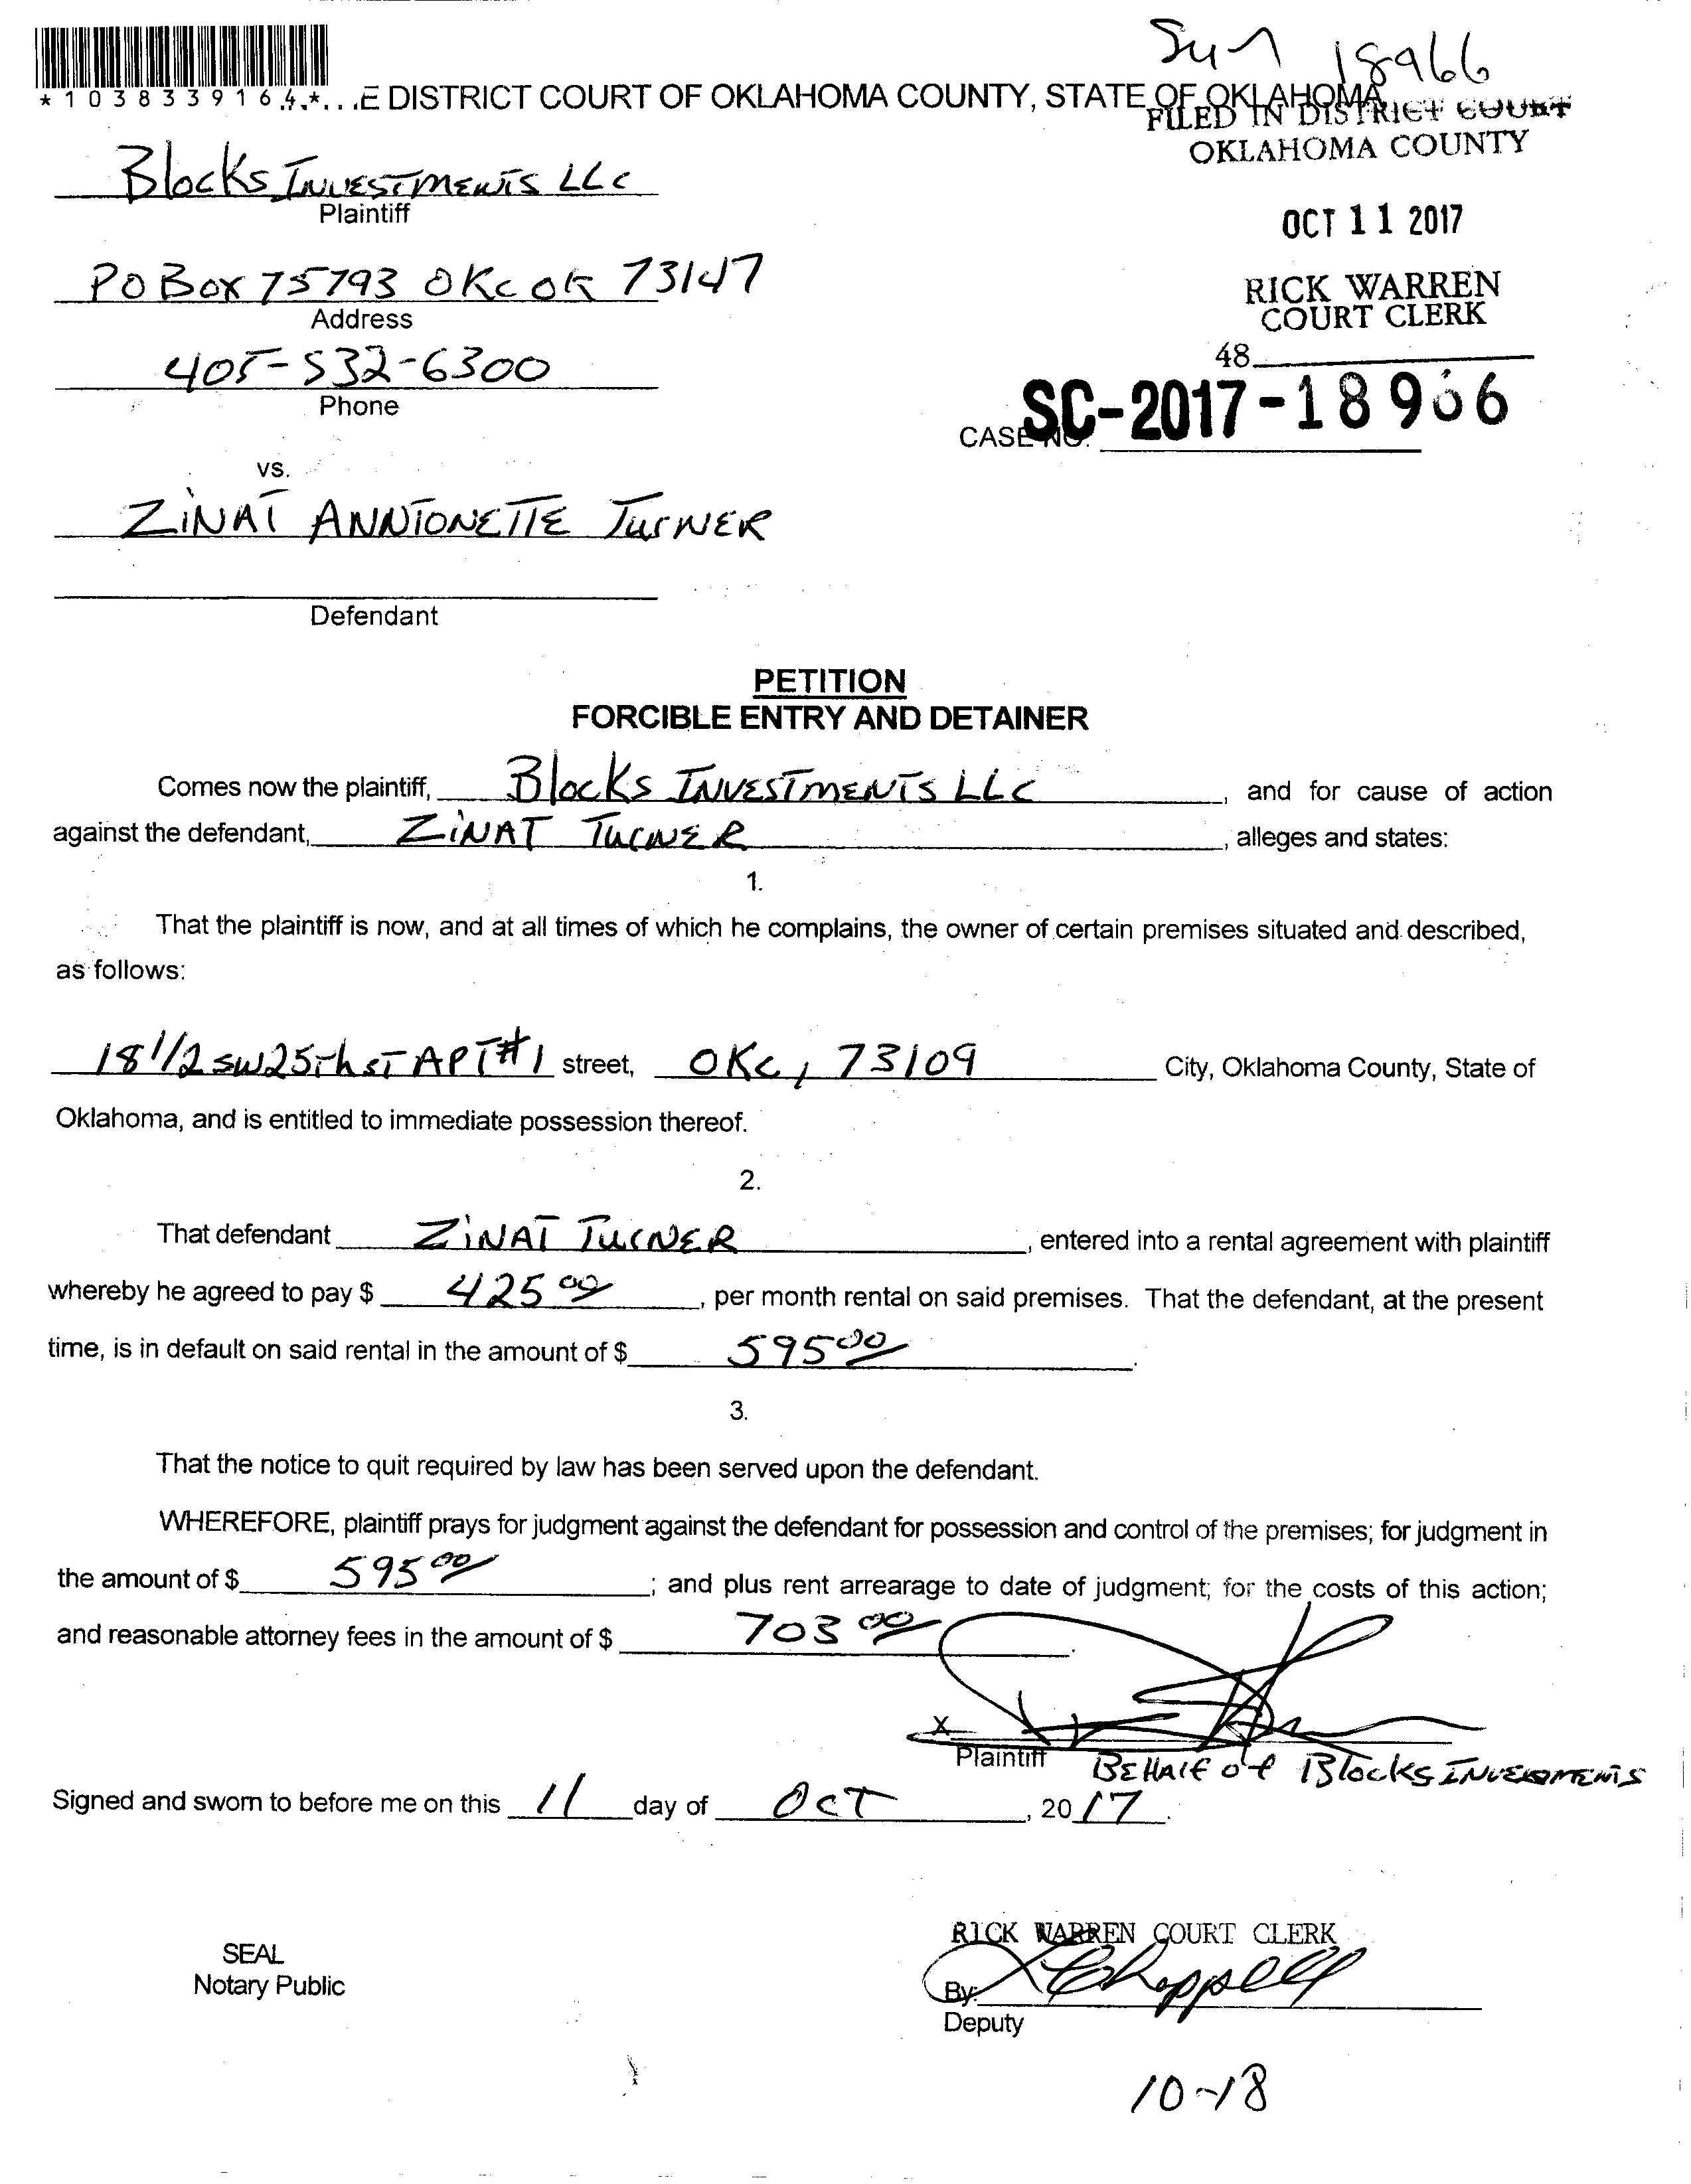 Sun 18966
*1038339164*...E DISTRICT COURT OF OKLAHOMA COUNTY, STATE OF OKLAHOMA
FILED IN DISTRICT COURT
OKLAHOMA COUNTY
Blocks INVESTMENTS LLC
Plaintiff
OCT 11 2017
PO Box 75793 OKC OK 73147
Address
RICK WARREN
COURT CLERK
405-532-6300
Phone
48
SC-2017-18966
CASE NO.
vs.
ZINAT ANNTIONETTE TURNER
Defendant
PETITION
FORCIBLE ENTRY AND DETAINER
Comes now the plaintiff, Blocks INVESTMENTS LLC, and for cause of action
against the defendant, ZINAT TURNER, alleges and states:
1.
That the plaintiff is now, and at all times of which he complains, the owner of certain premises situated and described,
as follows:
18 1/2 SW 25th ST APT #1 street, OKC, 73109 City, Oklahoma County, State of
Oklahoma, and is entitled to immediate possession thereof.
2.
That defendant ZINAT TURNER, entered into a rental agreement with plaintiff
whereby he agreed to pay $ 425 00, per month rental on said premises. That the defendant, at the present
time, is in default on said rental in the amount of $ 595 00.
3.
That the notice to quit required by law has been served upon the defendant.
WHEREFORE, plaintiff prays for judgment against the defendant for possession and control of the premises; for judgment in
the amount of $ 595 00; and plus rent arrearage to date of judgment; for the costs of this action;
and reasonable attorney fees in the amount of $ 703 00.
X
Plaintiff BEHALF of Blocks INVESTMENTS
Signed and sworn to before me on this 11 day of OCT, 2017.
RICK WARREN COURT CLERK
SEAL
Notary Public
By: Chappell
Deputy
10-18